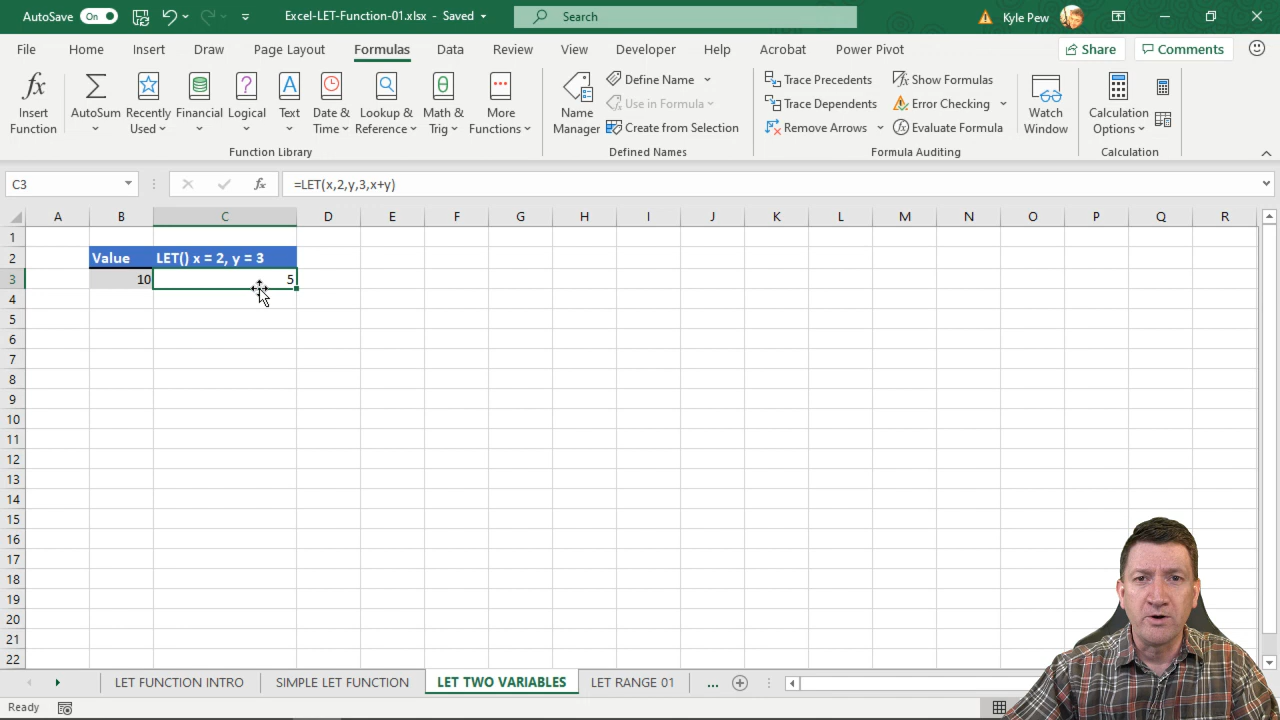 AutoSave On Excel-LET-Function-01.xlsx - Saved Search Kyle Pew
File Home Insert Draw Page Layout Formulas Data Review View Developer Help Acrobat Power Pivot Share Comments
Insert Function
AutoSum
Recently Used
Financial
Logical
Text
Date & Time
Lookup & Reference
Math & Trig
More Functions
Function Library
Name Manager
Define Name
Use in Formula
Create from Selection
Defined Names
Trace Precedents
Trace Dependents
Remove Arrows
Show Formulas
Error Checking
Evaluate Formula
Formula Auditing
Watch Window
Calculation Options
Calculation
C3 fx =LET(x,2,y,3,x+y)
A B C D E F G H I J K L M N O P Q R
1
2 Value LET() x = 2, y = 3
3 10 5
4
5
6
7
8
9
10
11
12
13
14
15
16
17
18
19
20
21
22
LET FUNCTION INTRO SIMPLE LET FUNCTION LET TWO VARIABLES LET RANGE 01 ...
Ready